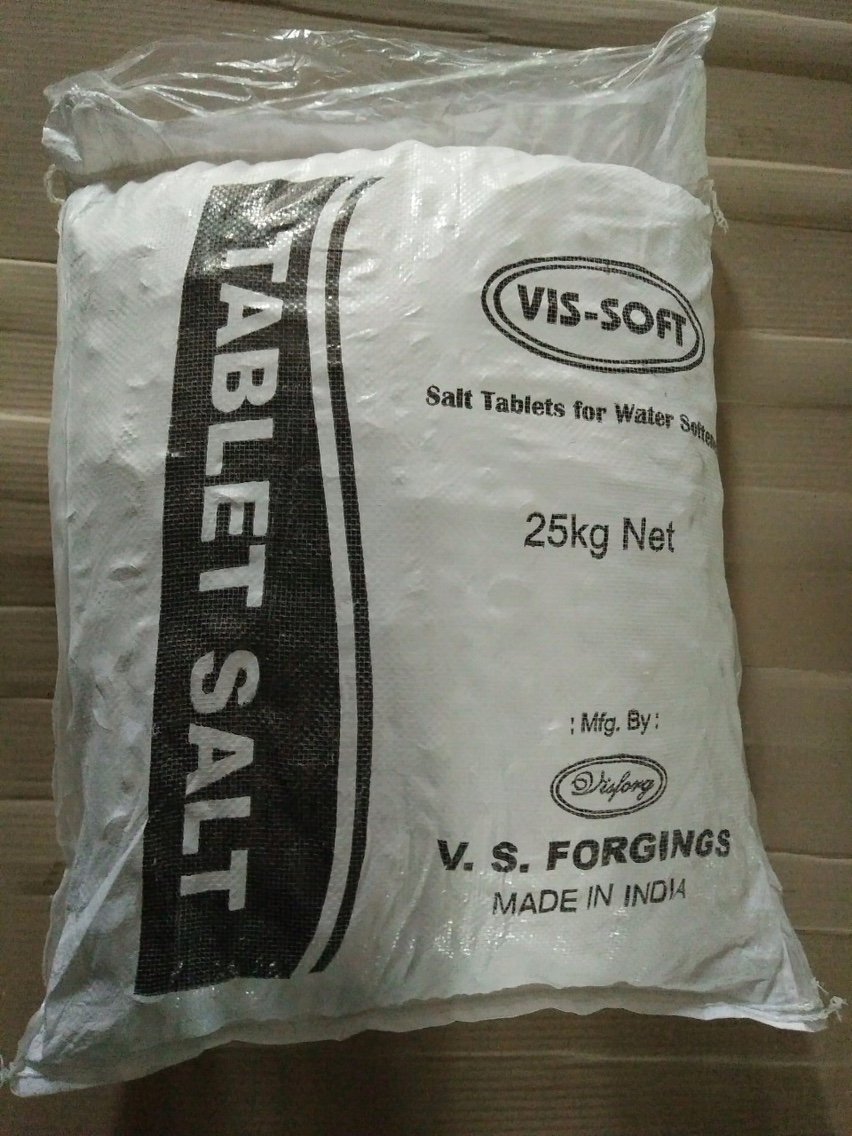 TABLET SALT
VIS-SOFT
Salt Tablets for Water
25kg Net
: Mfg. By :
Visforg
V. S. FORGINGS
MADE IN INDIA